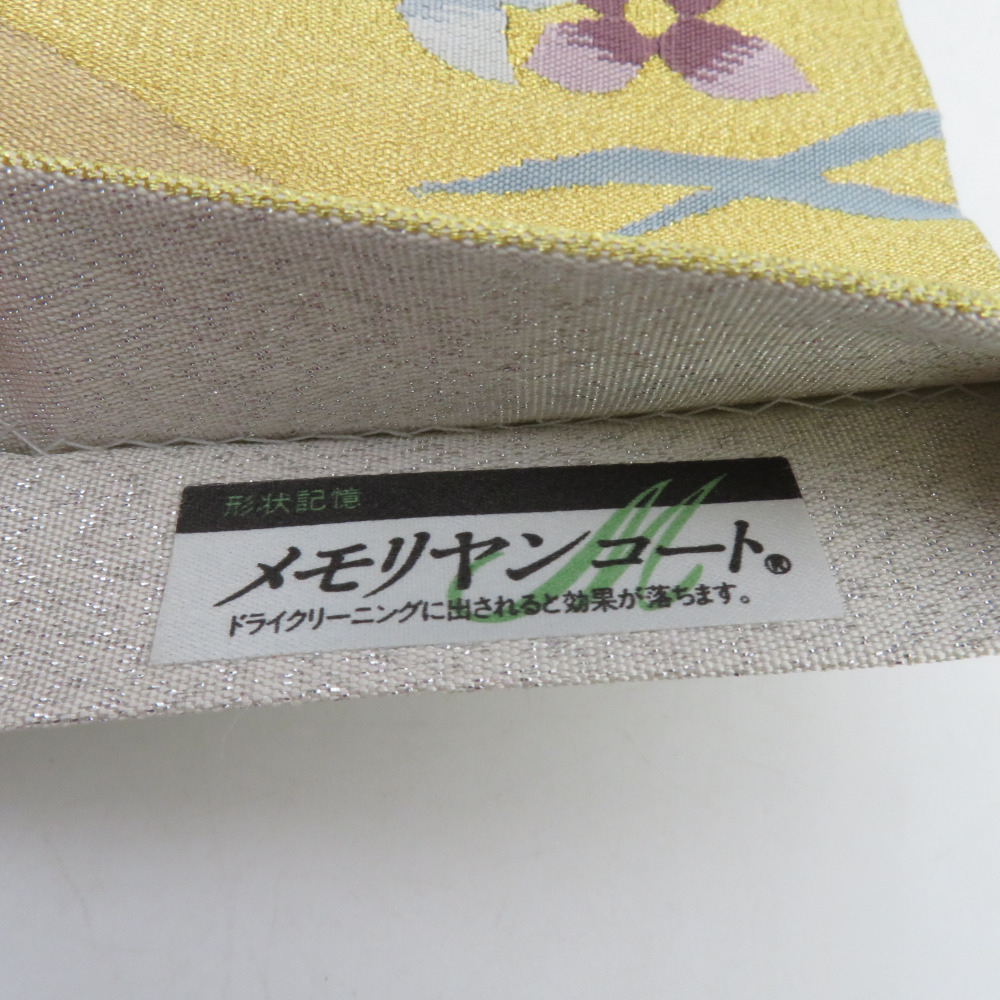 形状記憶
メモリヤンコート®
ドライクリーニングに出されると効果が落ちます。